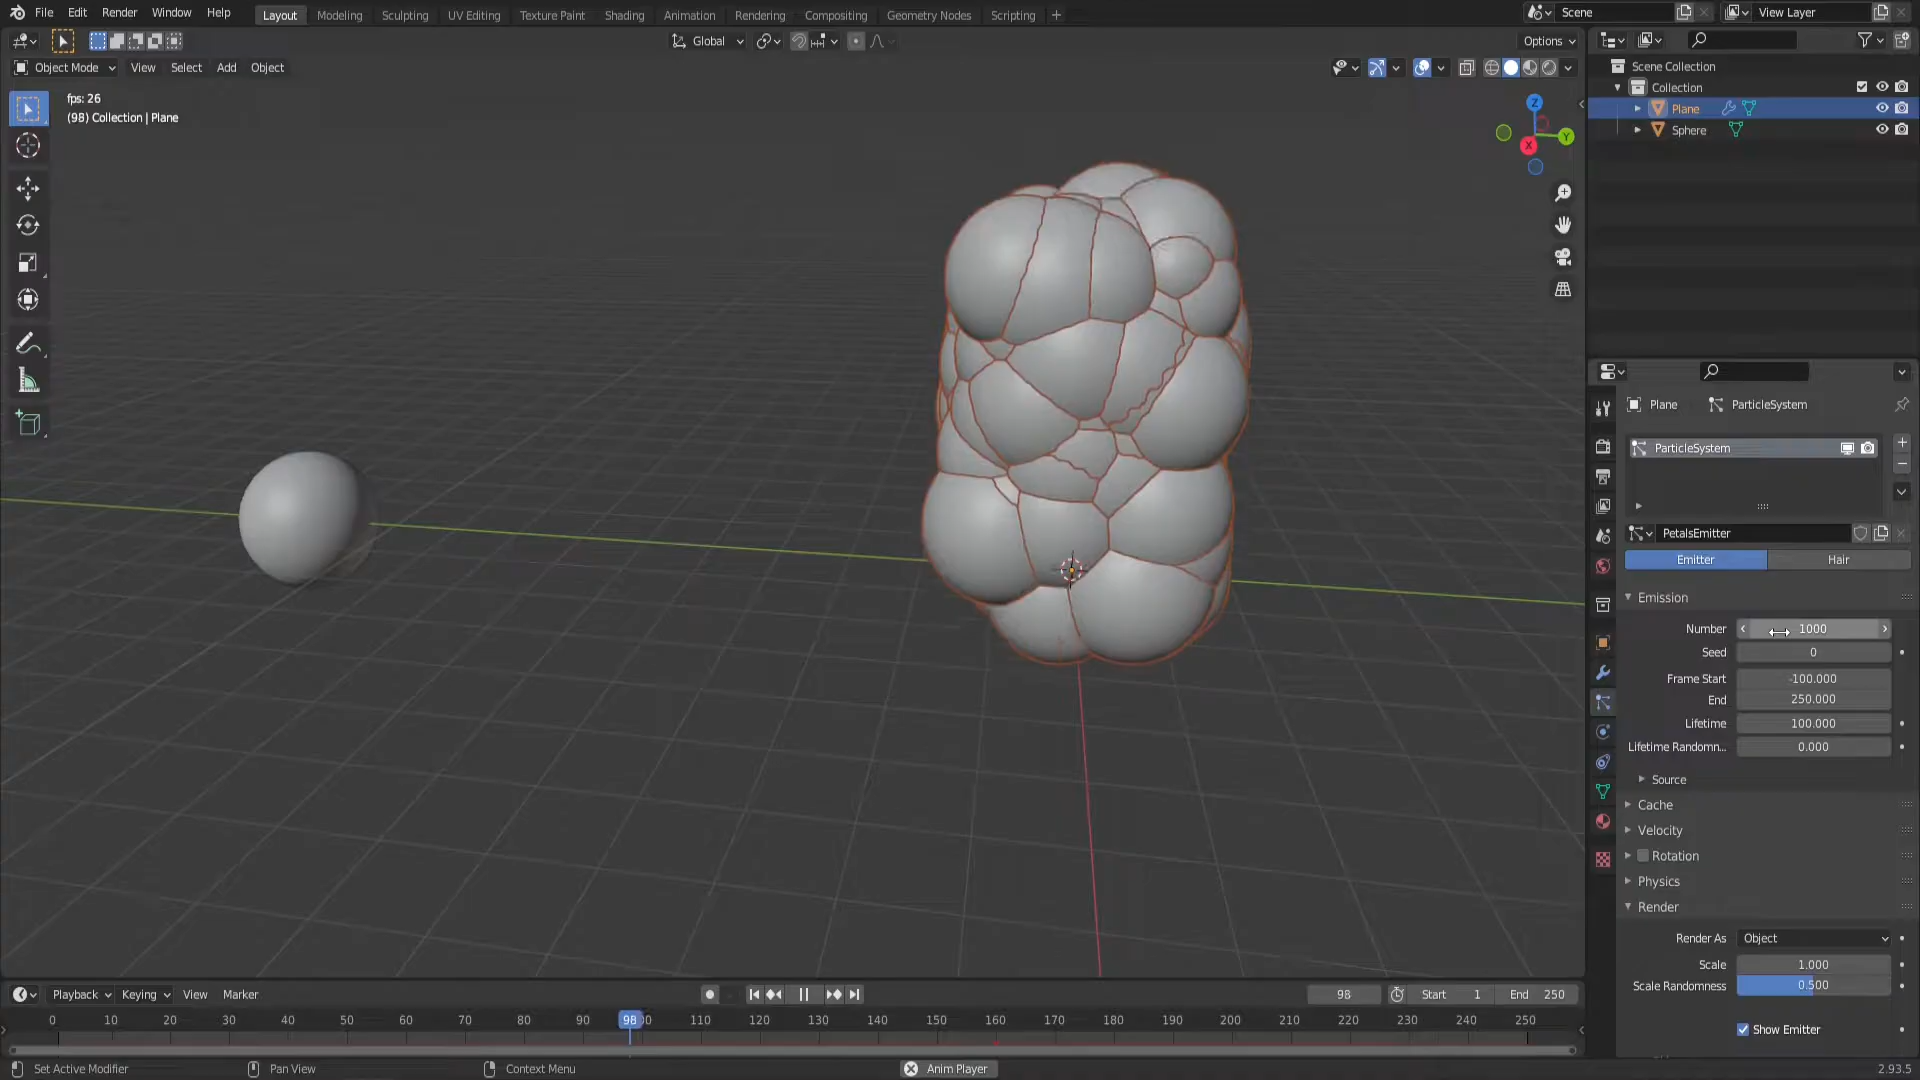 File Edit Render Window Help
Layout Modeling Sculpting UV Editing Texture Paint Shading Animation Rendering Compositing Geometry Nodes Scripting +
Scene
View Layer
Global
Options
Object Mode View Select Add Object
fps: 26
(98) Collection | Plane
Z
Y
X
Scene Collection
Collection
Plane
Sphere
Plane ParticleSystem
ParticleSystem
PetalsEmitter
Emitter Hair
Emission
Number 1000
Seed 0
Frame Start -100.000
End 250.000
Lifetime 100.000
Lifetime Randomn... 0.000
Source
Cache
Velocity
Rotation
Physics
Render
Render As Object
Scale 1.000
Scale Randomness 0.500
Show Emitter
Playback Keying View Marker
98 Start 1 End 250
0 10 20 30 40 50 60 70 80 90 98 110 120 130 140 150 160 170 180 190 200 210 220 230 240 250
Set Active Modifier Pan View Context Menu Anim Player 2.93.5